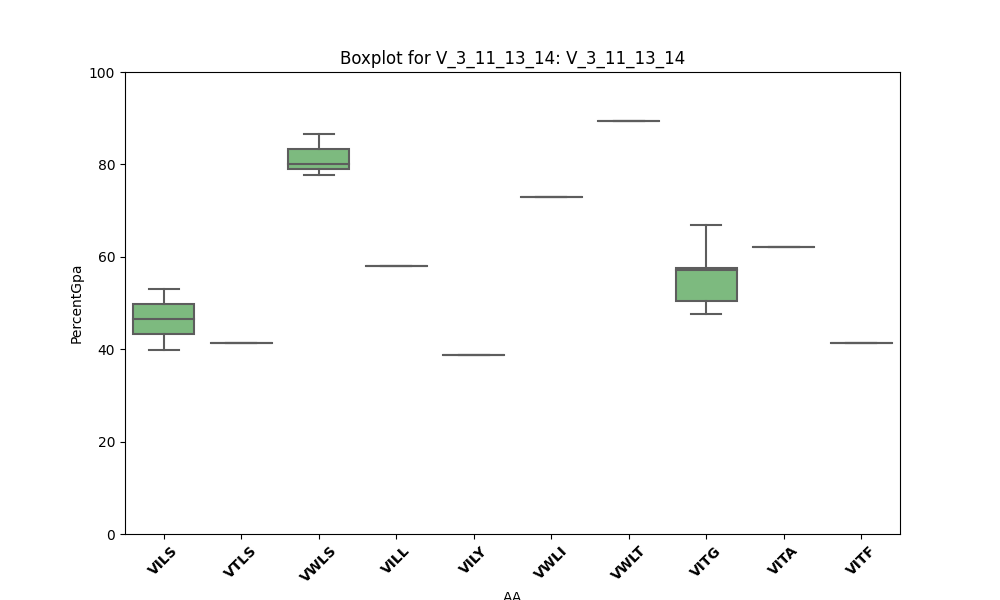 Boxplot for V_3_11_13_14: V_3_11_13_14
100
80
60
40
20
0
PercentGpa
VILS
VTLS
VWLS
VILL
VILY
VWLI
VWLT
VITG
VITA
VITF
AA